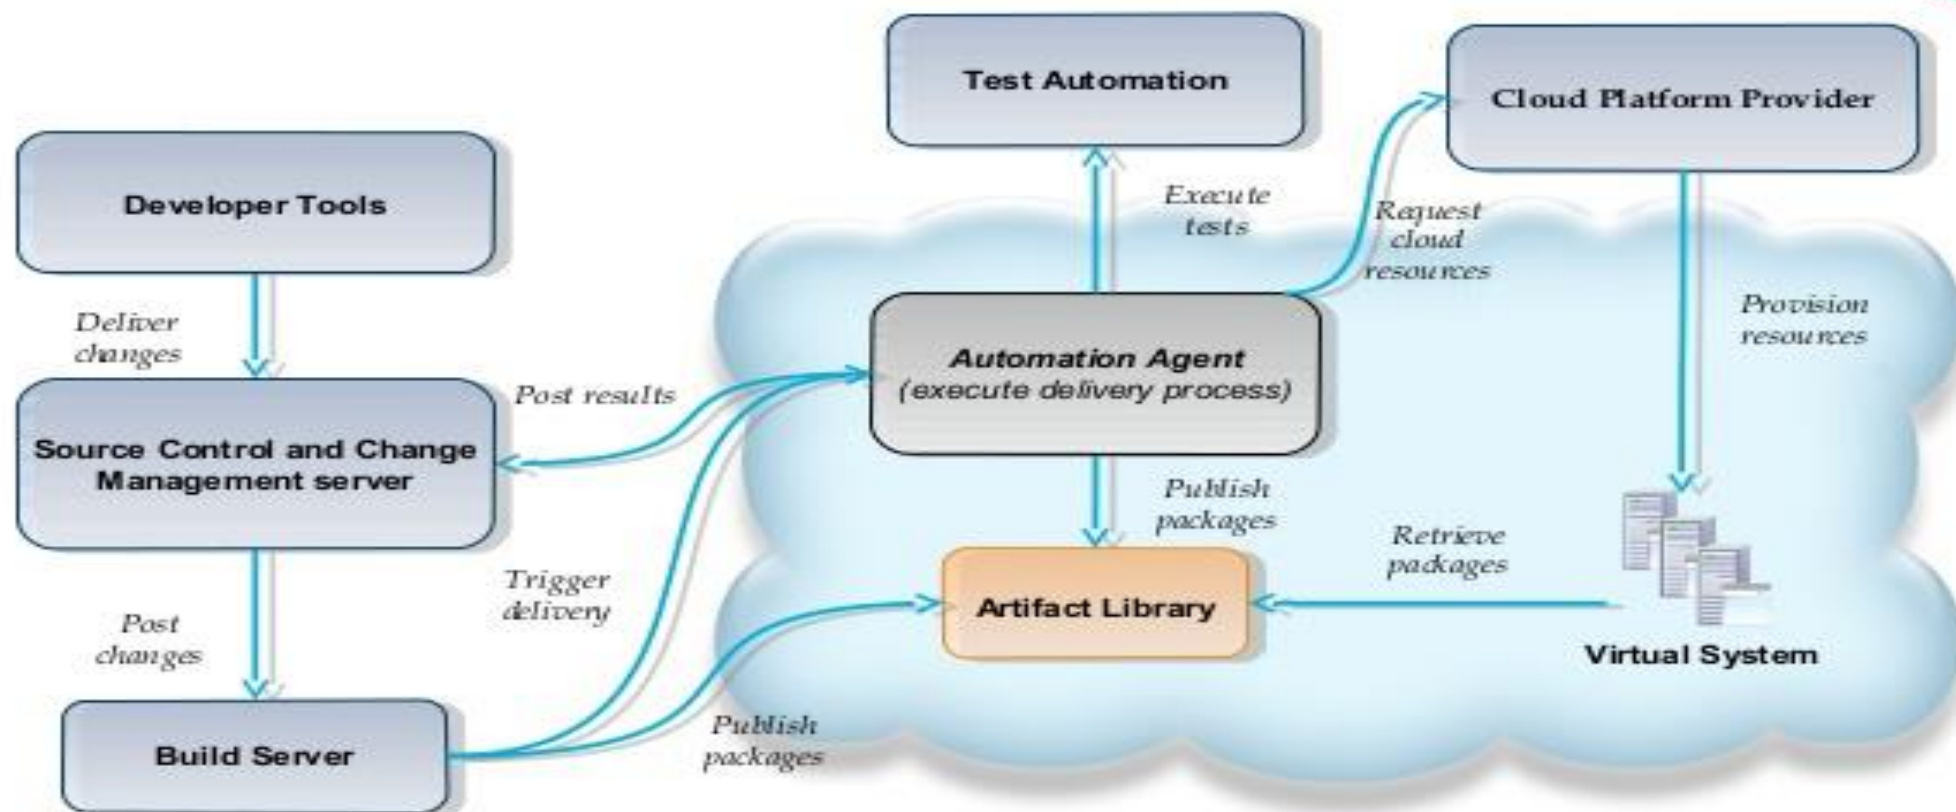 Test Automation
Cloud Platform Provider
Developer Tools
Execute
tests
Request
cloud
resources
Deliver
changes
Provision
resources
Automation Agent
(execute delivery process)
Post results
Source Control and Change
Management server
Publish
packages
Retrieve
packages
Trigger
delivery
Artifact Library
Post
changes
Virtual System
Publish
packages
Build Server